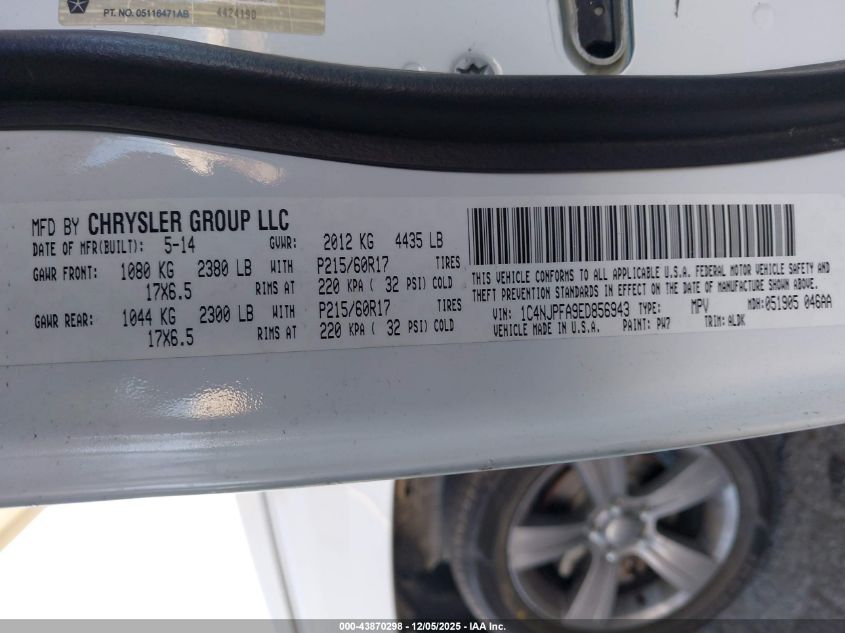 PT. NO. 05116471AB 4424190
MFD BY CHRYSLER GROUP LLC
DATE OF MFR(BUILT): 5-14 GVWR: 2012 KG 4435 LB
GAWR FRONT: 1080 KG 2380 LB WITH P215/60R17 TIRES
17X6.5 RIMS AT 220 KPA ( 32 PSI) COLD
GAWR REAR: 1044 KG 2300 LB WITH P215/60R17 TIRES
17X6.5 RIMS AT 220 KPA ( 32 PSI) COLD
THIS VEHICLE CONFORMS TO ALL APPLICABLE U.S.A. FEDERAL MOTOR VEHICLE SAFETY AND
THEFT PREVENTION STANDARDS IN EFFECT ON THE DATE OF MANUFACTURE SHOWN ABOVE.
VIN: 1C4NJPFA9ED856943 TYPE: MPV MDH: 051905 046AA
VEHICLE MADE IN U.S.A. PAINT: PW7 TRIM: ALDK
000-43870298 - 12/05/2025 - IAA Inc.